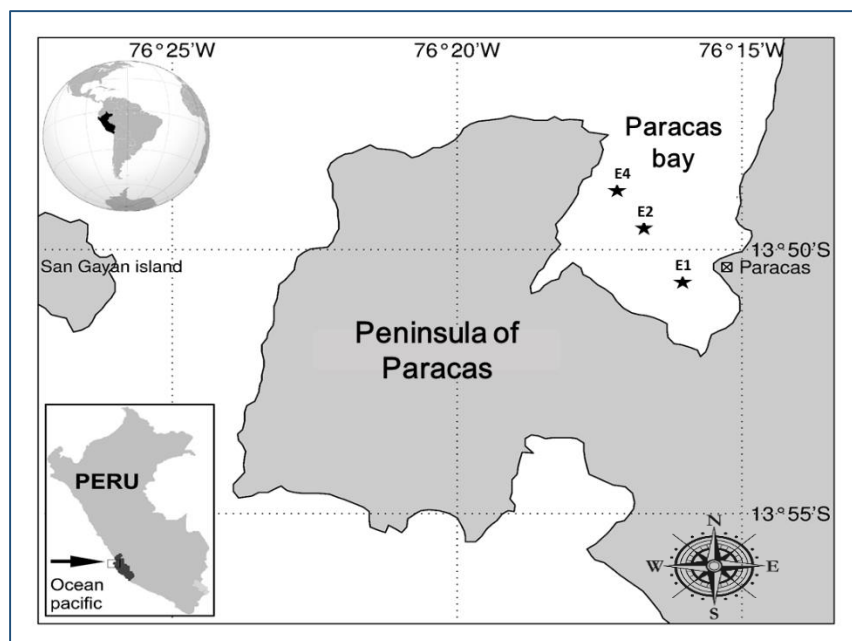 76°25'W 76°20'W 76°15'W
Paracas
bay
E4
E2
13°50'S
San Gayan island
E1
Paracas
Peninsula of
Paracas
PERU
13°55'S
N
W E
S
Ocean
pacific